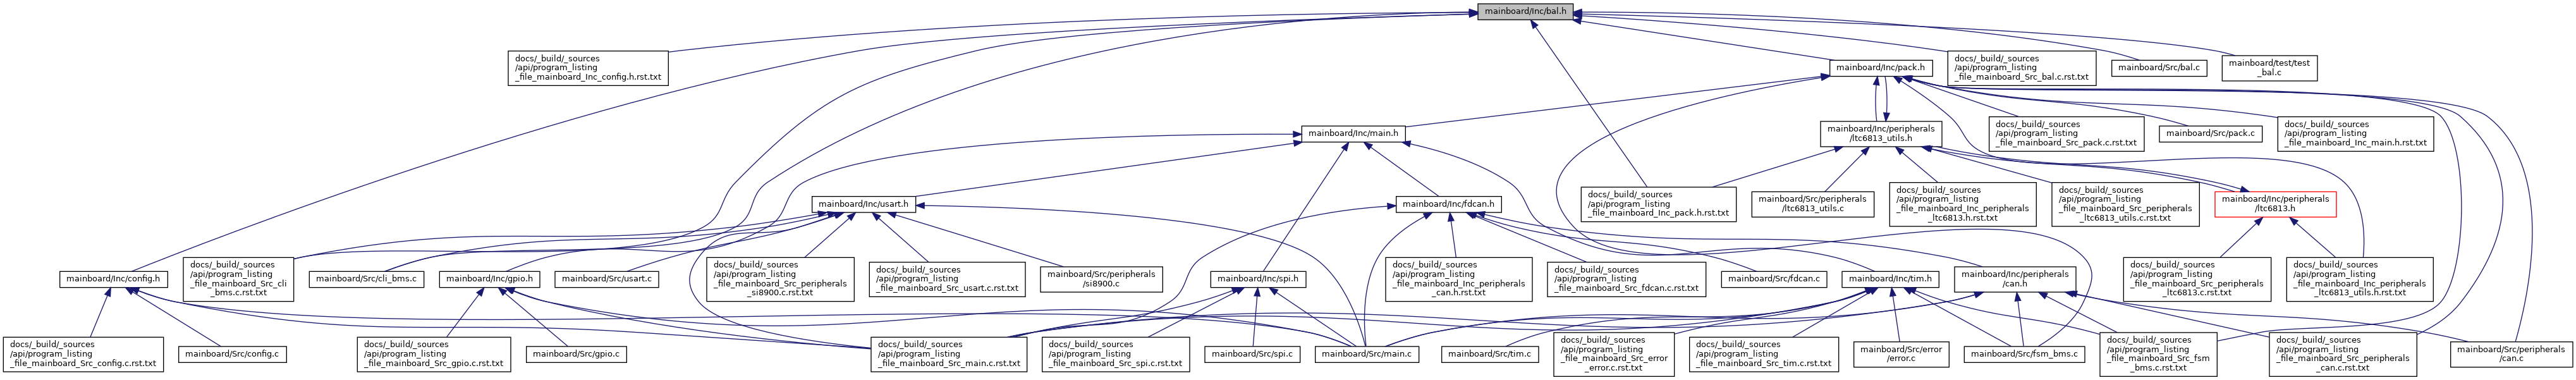 mainboard/Inc/bal.h
docs/_build/_sources
/api/program_listing
_file_mainboard_Inc_config.h.rst.txt
mainboard/Inc/pack.h
docs/_build/_sources
/api/program_listing
_file_mainboard_Src_bal.c.rst.txt
mainboard/Src/bal.c
mainboard/test/test
_bal.c
mainboard/Inc/main.h
mainboard/Inc/peripherals
/ltc6813_utils.h
docs/_build/_sources
/api/program_listing
_file_mainboard_Src_pack.c.rst.txt
mainboard/Src/pack.c
docs/_build/_sources
/api/program_listing
_file_mainboard_Inc_main.h.rst.txt
mainboard/Inc/usart.h
mainboard/Inc/fdcan.h
docs/_build/_sources
/api/program_listing
_file_mainboard_Inc_pack.h.rst.txt
mainboard/Src/peripherals
/ltc6813_utils.c
docs/_build/_sources
/api/program_listing
_file_mainboard_Inc_peripherals
_ltc6813.h.rst.txt
docs/_build/_sources
/api/program_listing
_file_mainboard_Src_peripherals
_ltc6813_utils.c.rst.txt
mainboard/Inc/peripherals
/ltc6813.h
mainboard/Inc/config.h
docs/_build/_sources
/api/program_listing
_file_mainboard_Src_cli
_bms.c.rst.txt
mainboard/Src/cli_bms.c
mainboard/Inc/gpio.h
mainboard/Src/usart.c
docs/_build/_sources
/api/program_listing
_file_mainboard_Src_peripherals
_si8900.c.rst.txt
docs/_build/_sources
/api/program_listing
_file_mainboard_Src_usart.c.rst.txt
mainboard/Src/peripherals
/si8900.c
mainboard/Inc/spi.h
docs/_build/_sources
/api/program_listing
_file_mainboard_Inc_peripherals
_can.h.rst.txt
docs/_build/_sources
/api/program_listing
_file_mainboard_Src_fdcan.c.rst.txt
mainboard/Src/fdcan.c
mainboard/Inc/tim.h
mainboard/Inc/peripherals
/can.h
docs/_build/_sources
/api/program_listing
_file_mainboard_Src_peripherals
_ltc6813.c.rst.txt
docs/_build/_sources
/api/program_listing
_file_mainboard_Inc_peripherals
_ltc6813_utils.h.rst.txt
docs/_build/_sources
/api/program_listing
_file_mainboard_Src_config.c.rst.txt
mainboard/Src/config.c
docs/_build/_sources
/api/program_listing
_file_mainboard_Src_gpio.c.rst.txt
mainboard/Src/gpio.c
docs/_build/_sources
/api/program_listing
_file_mainboard_Src_main.c.rst.txt
docs/_build/_sources
/api/program_listing
_file_mainboard_Src_spi.c.rst.txt
mainboard/Src/spi.c
mainboard/Src/main.c
mainboard/Src/tim.c
docs/_build/_sources
/api/program_listing
_file_mainboard_Src_error
_error.c.rst.txt
docs/_build/_sources
/api/program_listing
_file_mainboard_Src_tim.c.rst.txt
mainboard/Src/error
/error.c
mainboard/Src/fsm_bms.c
docs/_build/_sources
/api/program_listing
_file_mainboard_Src_fsm
_bms.c.rst.txt
docs/_build/_sources
/api/program_listing
_file_mainboard_Src_peripherals
_can.c.rst.txt
mainboard/Src/peripherals
/can.c